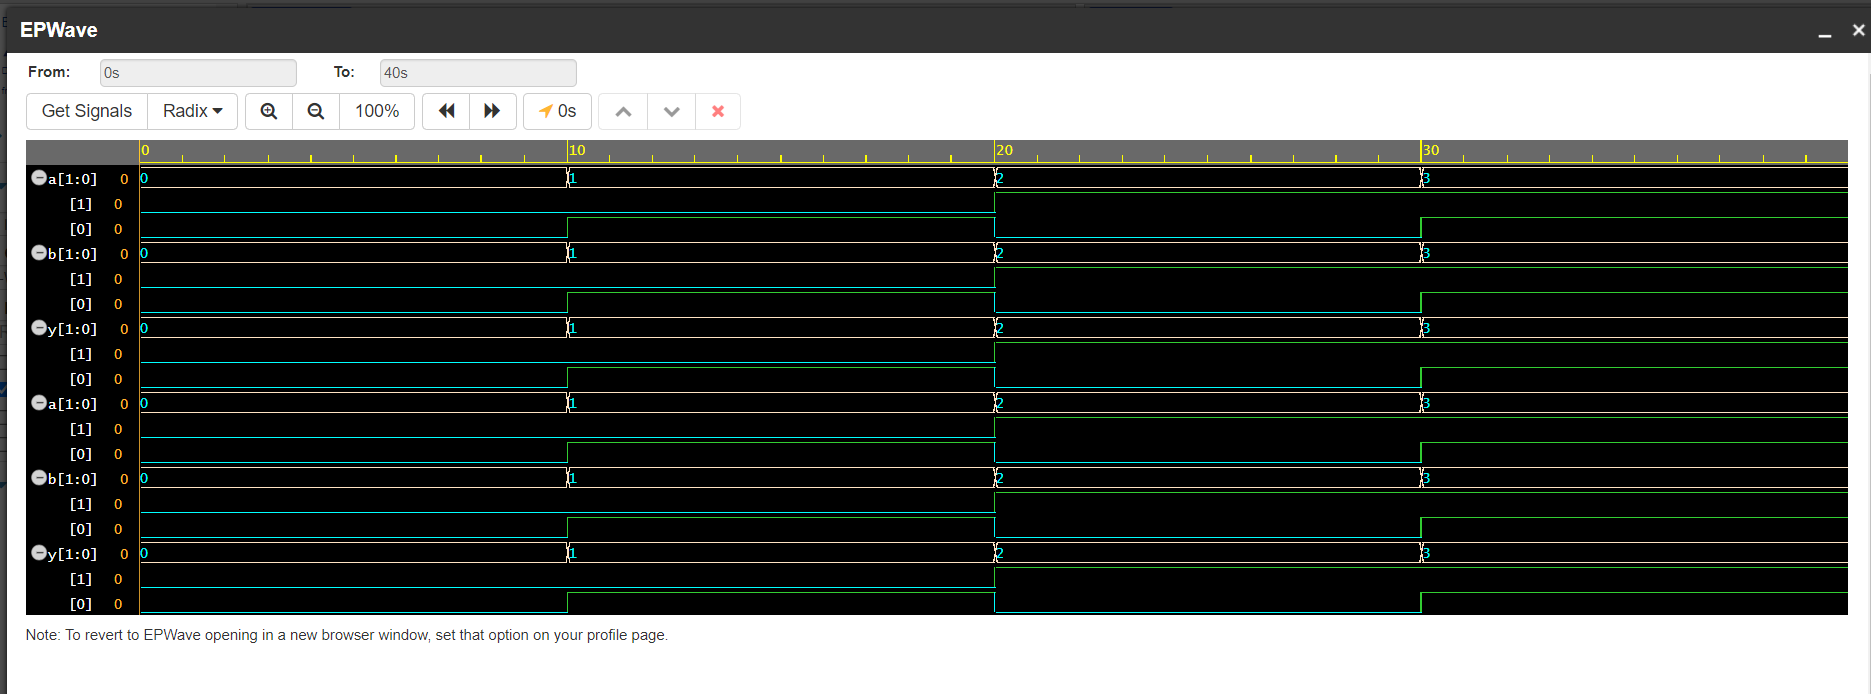 EPWave
From: 0s To: 40s
Get Signals Radix 100% 0s
0 10 20 30
a[1:0] 0 0 1 2 3
[1] 0
[0] 0
b[1:0] 0 0 1 2 3
[1] 0
[0] 0
y[1:0] 0 0 1 2 3
[1] 0
[0] 0
a[1:0] 0 0 1 2 3
[1] 0
[0] 0
b[1:0] 0 0 1 2 3
[1] 0
[0] 0
y[1:0] 0 0 1 2 3
[1] 0
[0] 0
Note: To revert to EPWave opening in a new browser window, set that option on your profile page.